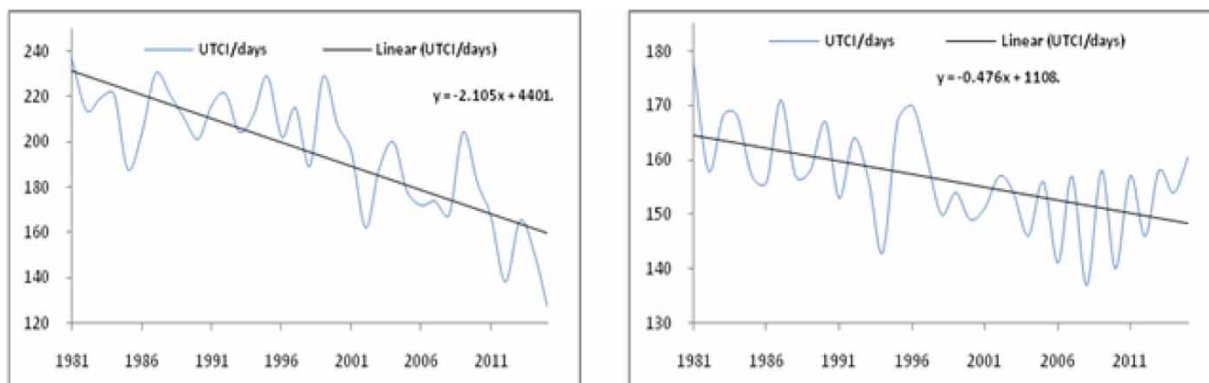 UTCI/days Linear (UTCI/days)
y = -2.105x + 4401.
240
220
200
180
160
140
120
1981 1986 1991 1996 2001 2006 2011
UTCI/days Linear (UTCI/days)
y = -0.476x + 1108.
180
170
160
150
140
130
1981 1986 1991 1996 2001 2006 2011